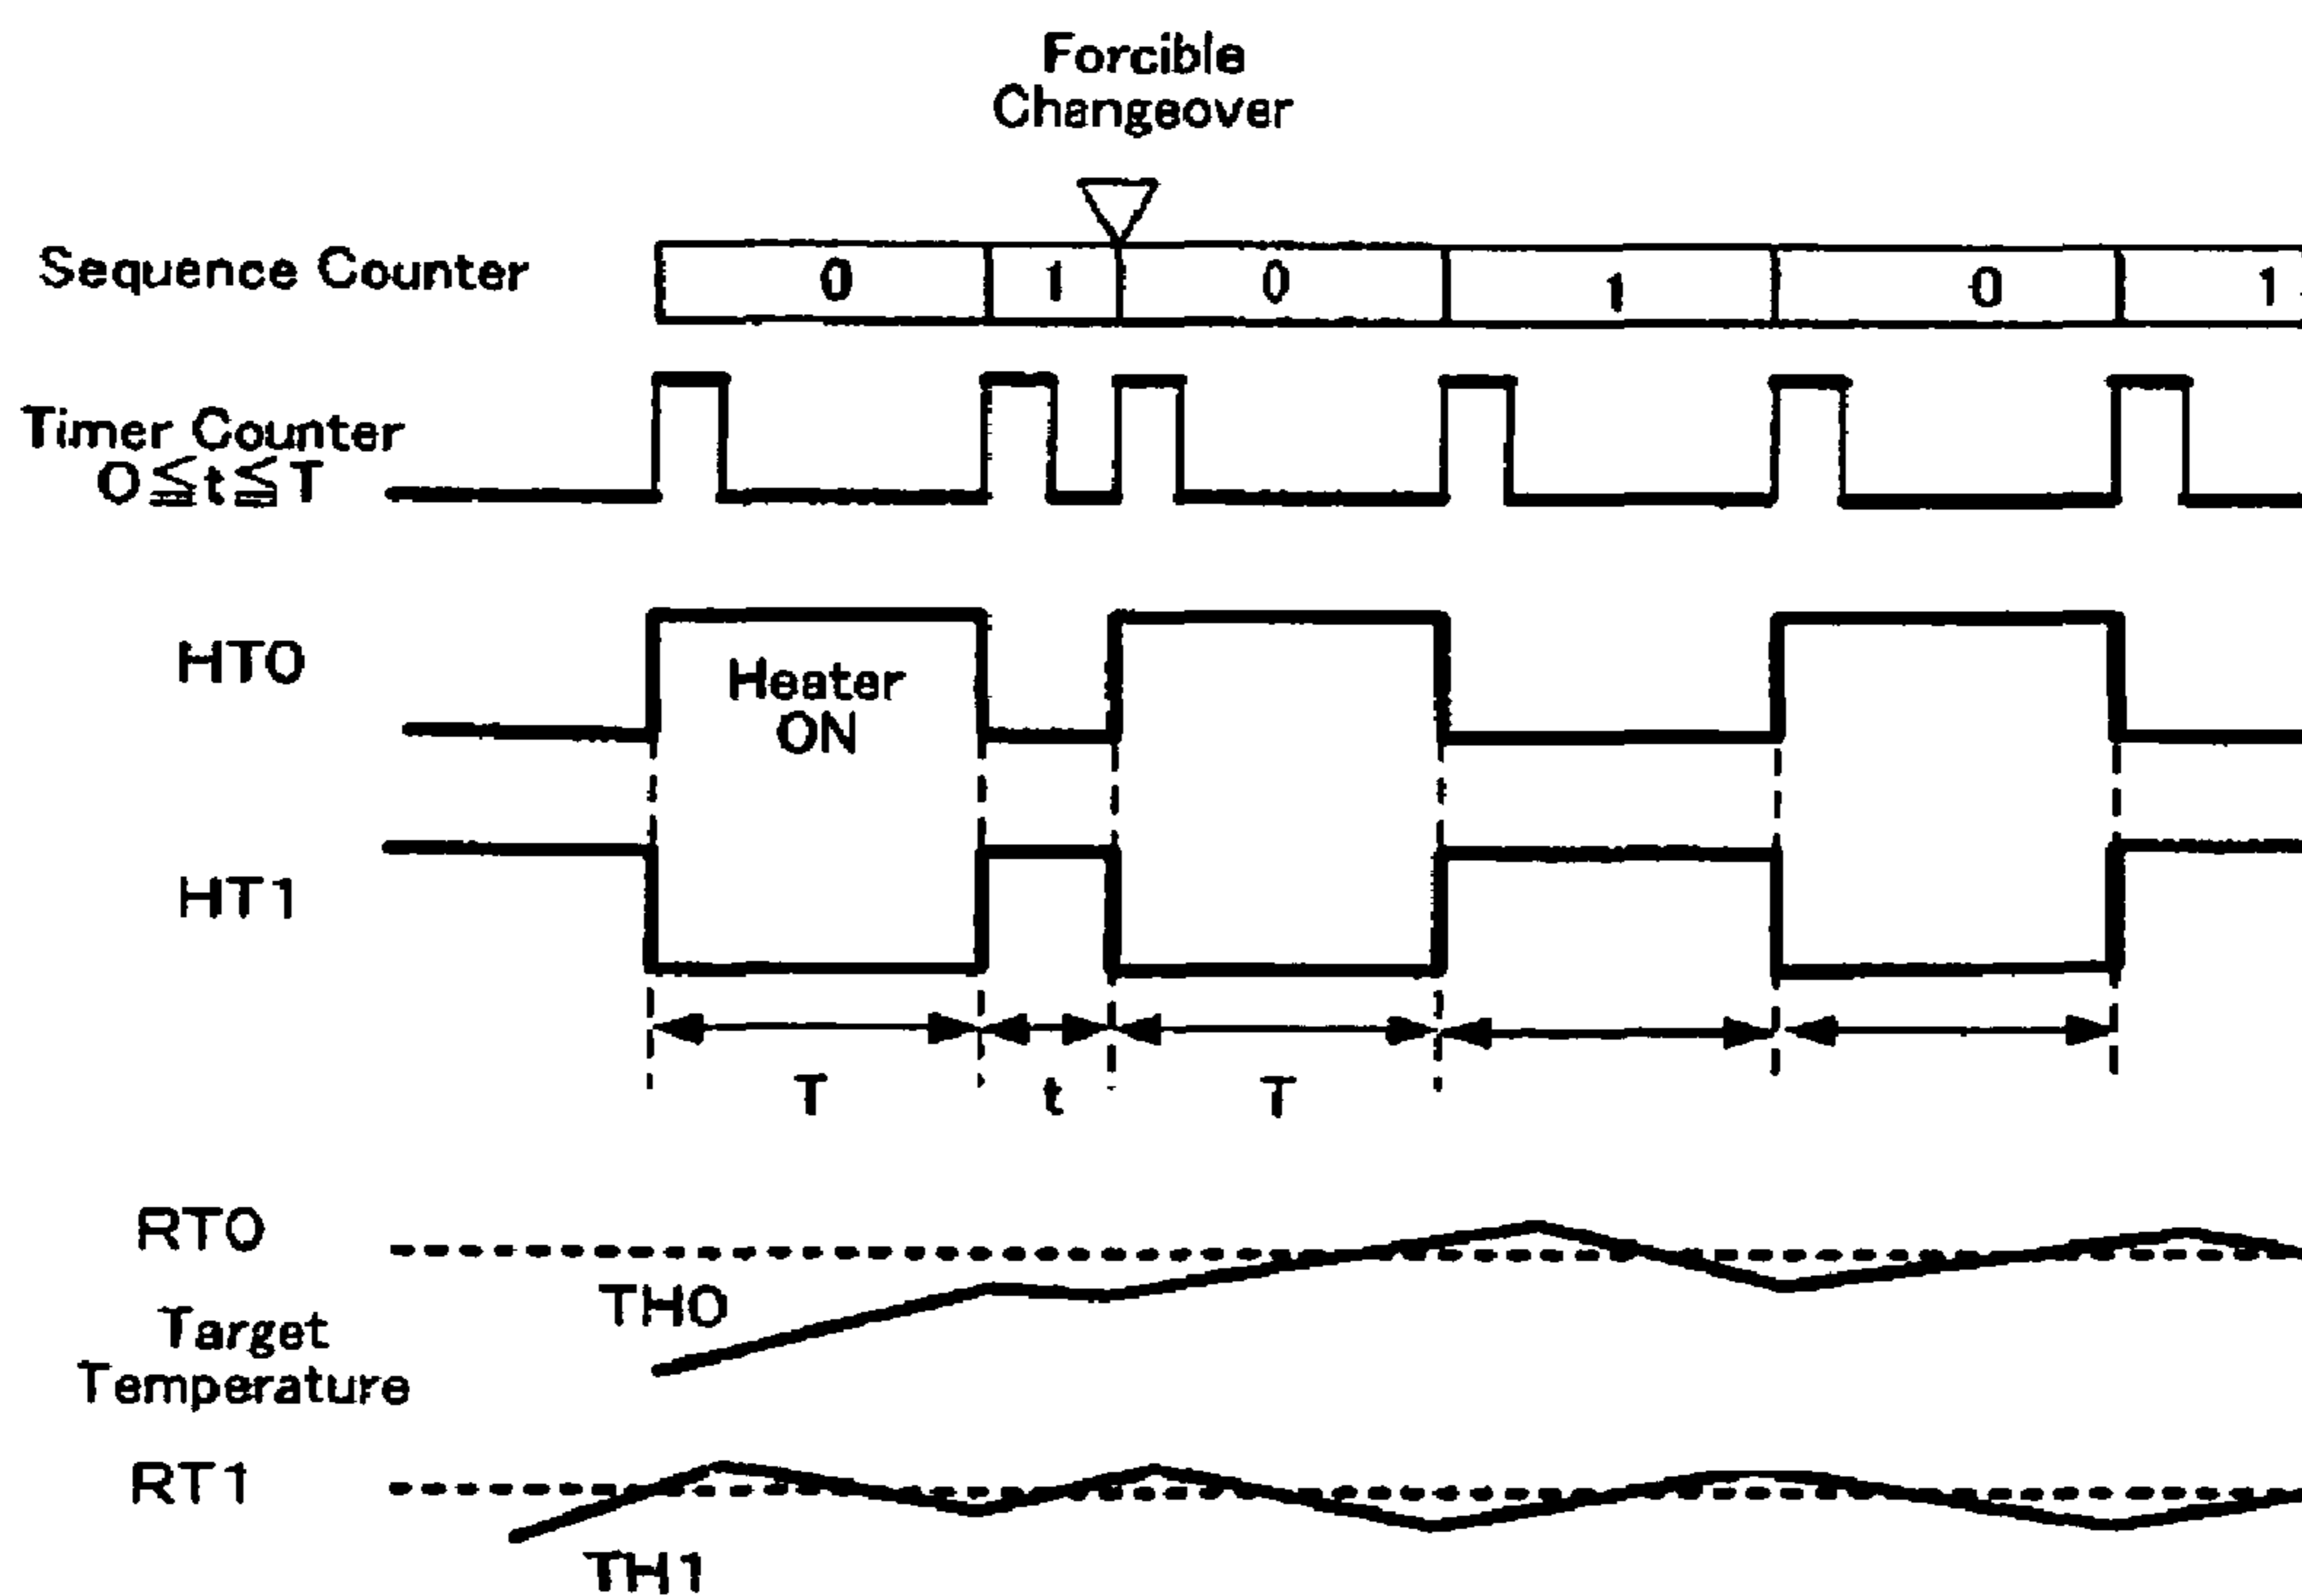 Forcible
Changeover
Sequence Counter 0 1 0 1 0 1
Timer Counter
0≦t≦T
HT0
Heater
ON
HT1
T t T
RT0
TH0
Target
Temperature
RT1
TH1